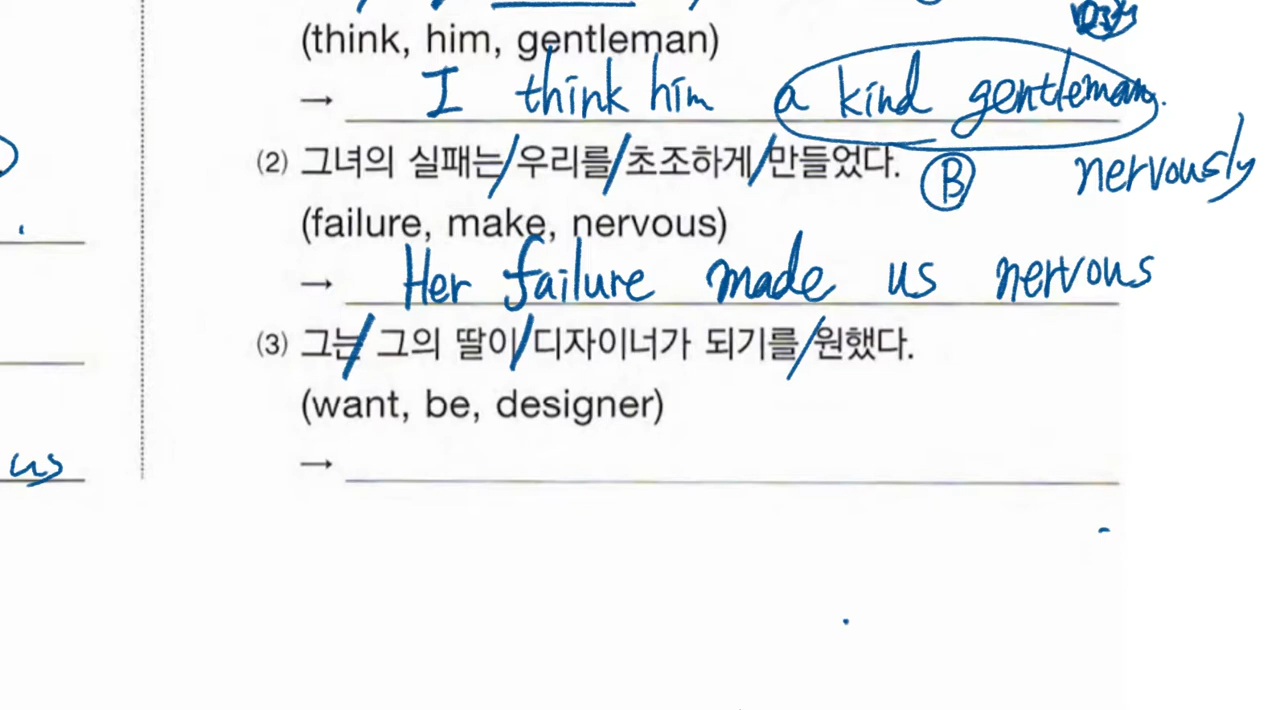 (think, him, gentleman)
→ I think him a kind gentleman.
(2) 그녀의 실패는/우리를/초조하게/만들었다. Ⓑ nervously
(failure, make, nervous)
→ Her failure made us nervous
(3) 그는/그의 딸이/디자이너가 되기를/원했다.
(want, be, designer)
→
us